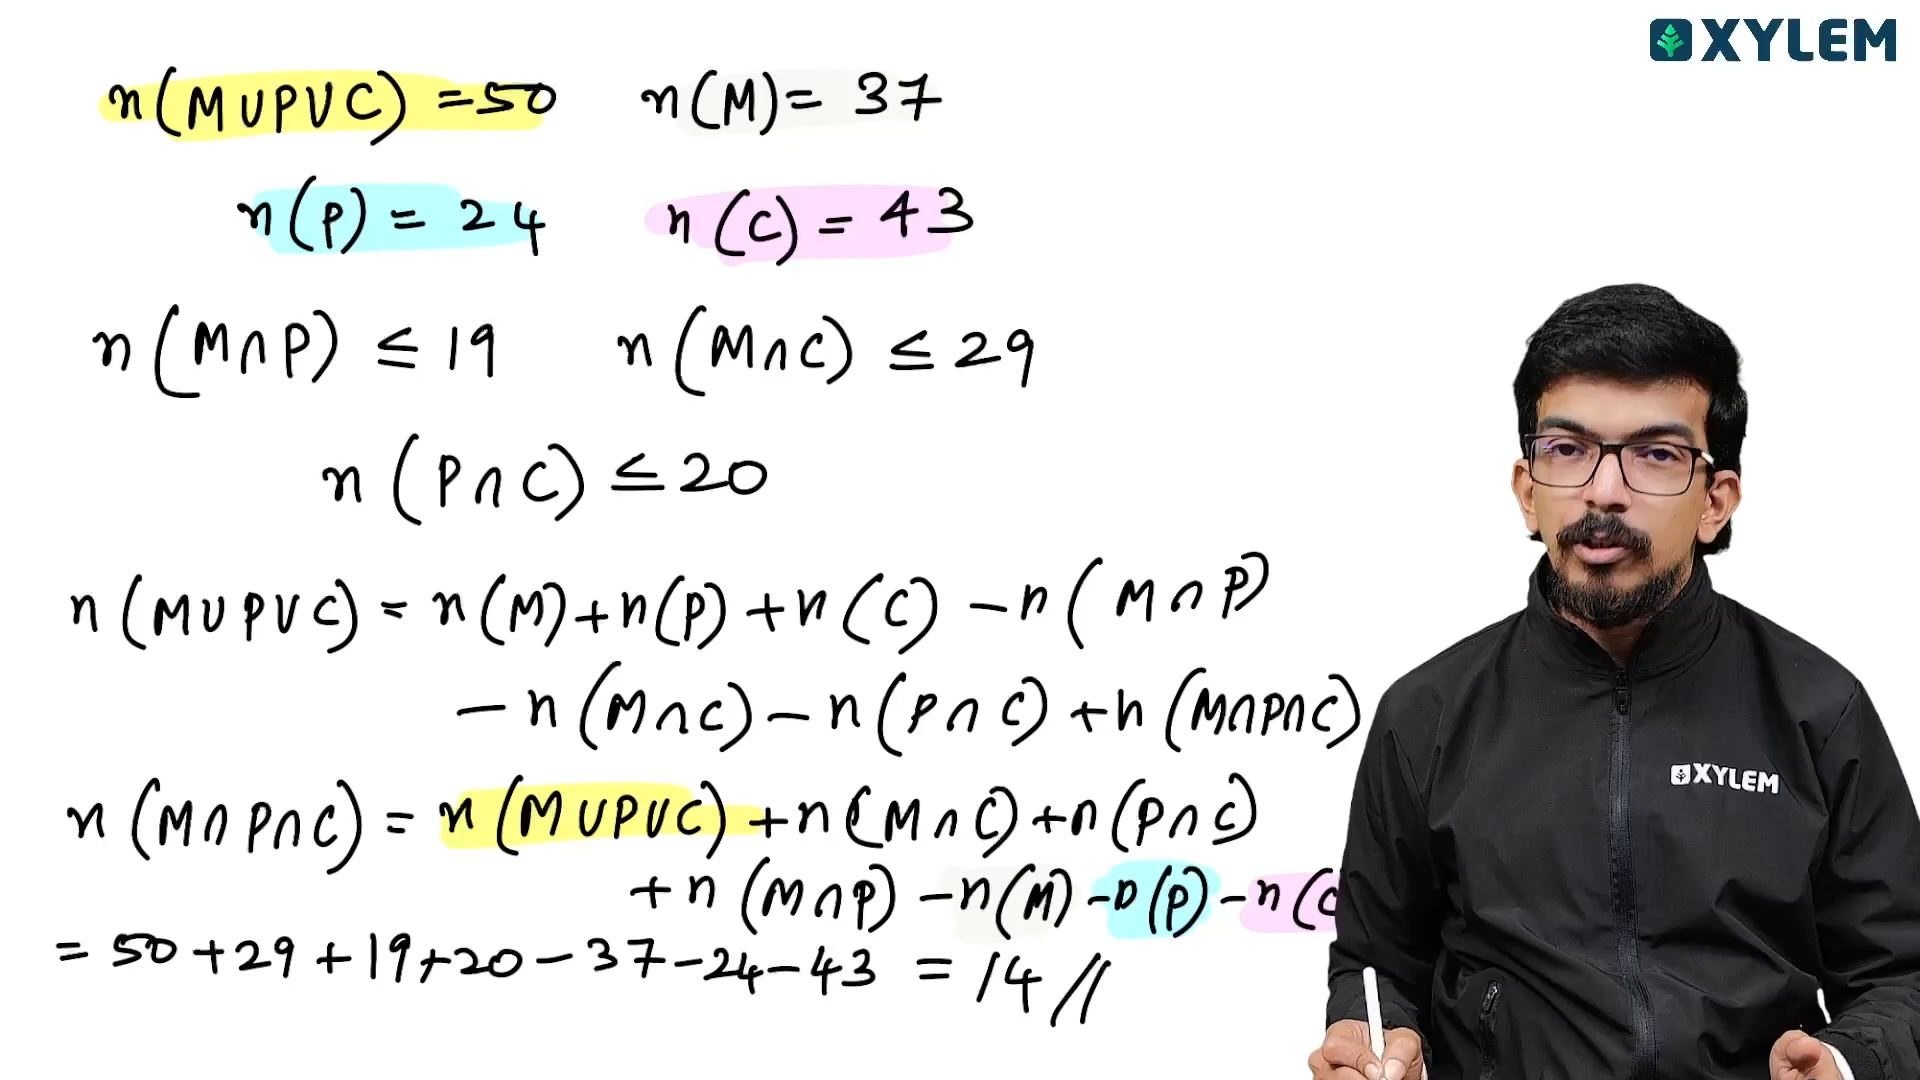 XYLEM
n(M∪P∪C) = 50 n(M) = 37
n(P) = 24 n(C) = 43
n(M∩P) ≤ 19 n(M∩C) ≤ 29
n(P∩C) ≤ 20
n(M∪P∪C) = n(M) + n(P) + n(C) - n(M∩P)
- n(M∩C) - n(P∩C) + n(M∩P∩C)
XYLEM
n(M∩P∩C) = n(M∪P∪C) + n(M∩C) + n(P∩C)
+ n(M∩P) - n(M) - n(P) - n(C
= 50 + 29 + 19 + 20 - 37 - 24 - 43 = 14 //